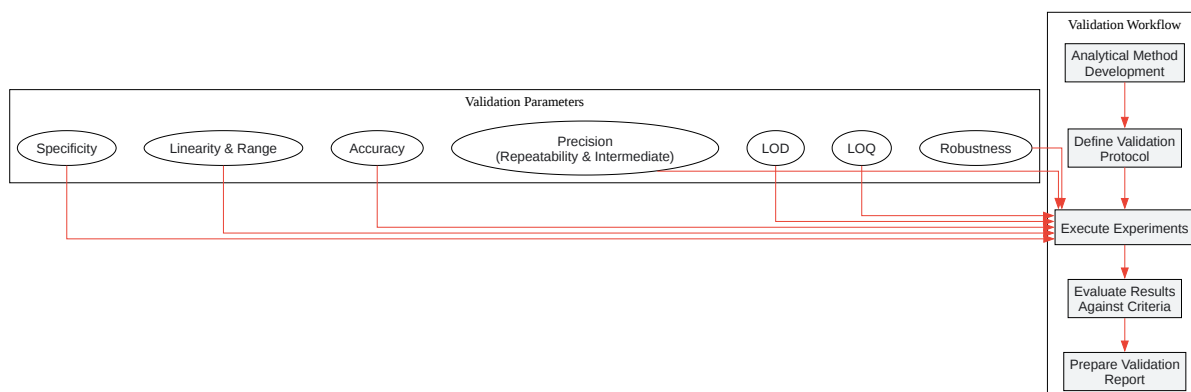 Validation Workflow
Analytical Method
Development
Validation Parameters
Specificity
Linearity & Range
Accuracy
Precision
(Repeatability & Intermediate)
LOD
LOQ
Robustness
Define Validation
Protocol
Execute Experiments
Evaluate Results
Against Criteria
Prepare Validation
Report